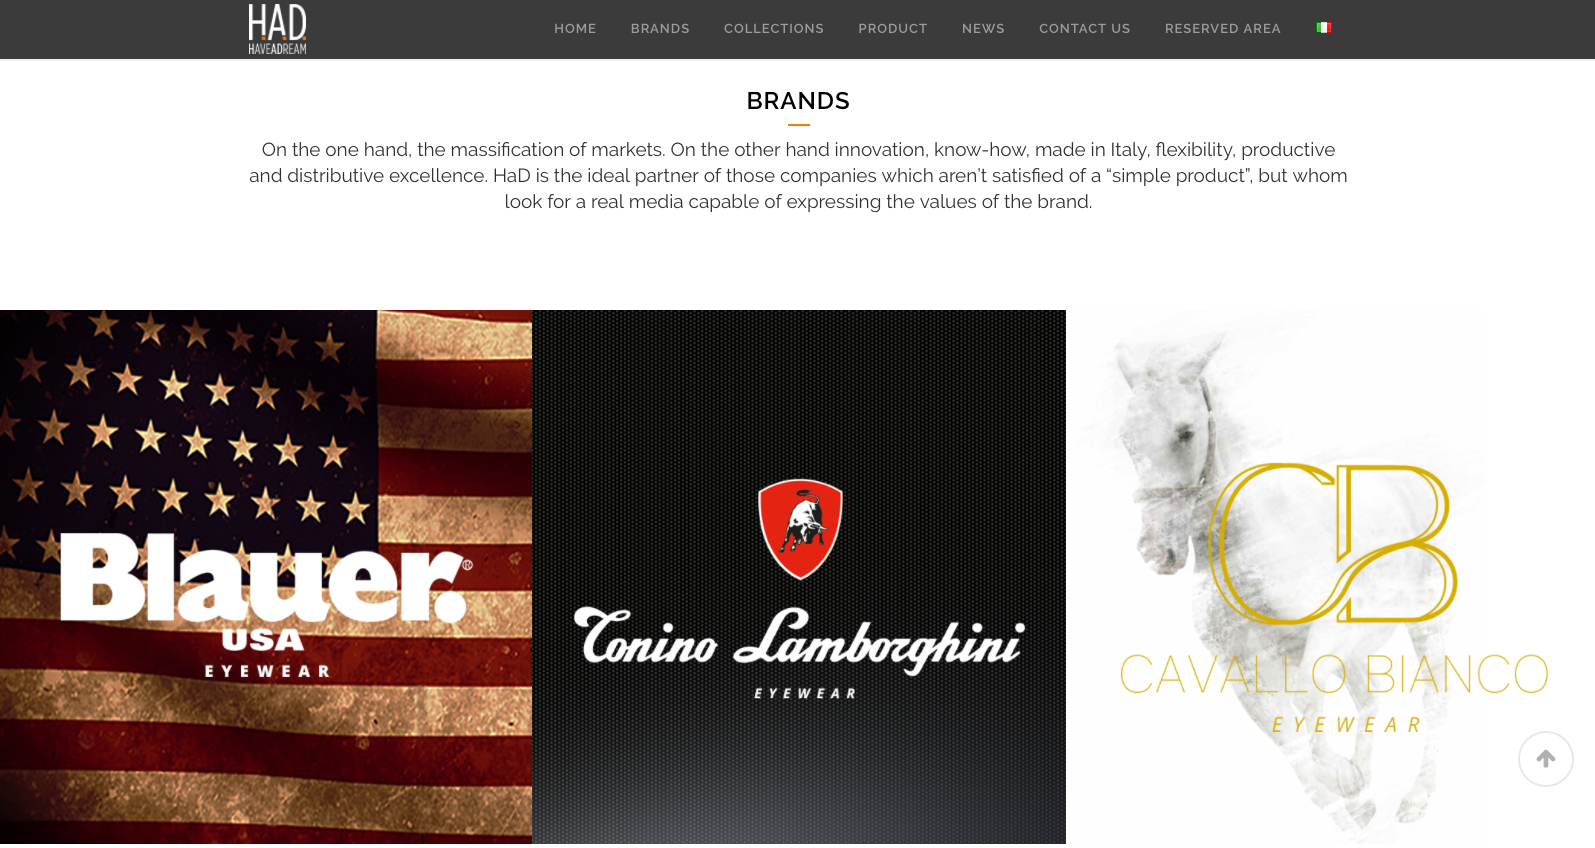 H.A.D.
HAVEADREAM
HOME
BRANDS
COLLECTIONS
PRODUCT
NEWS
CONTACT US
RESERVED AREA
BRANDS
On the one hand, the massification of markets. On the other hand innovation, know-how, made in Italy, flexibility, productive
and distributive excellence. HaD is the ideal partner of those companies which aren't satisfied of a “simple product”, but whom
look for a real media capable of expressing the values of the brand.
Blauer.®
USA
EYEWEAR
Tonino Lamborghini
EYEWEAR
CB
CAVALLO BIANCO
EYEWEAR